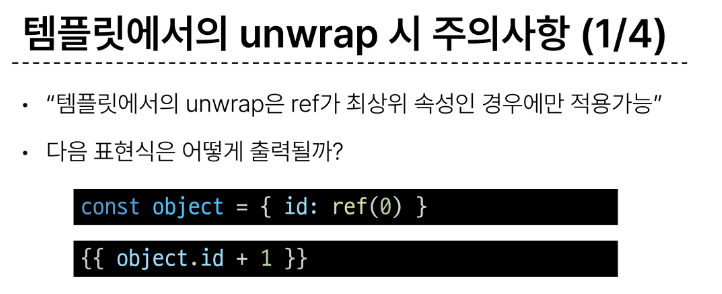 템플릿에서의 unwrap 시 주의사항 (1/4)
• “템플릿에서의 unwrap은 ref가 최상위 속성인 경우에만 적용가능”
• 다음 표현식은 어떻게 출력될까?
const object = { id: ref(0) }
{{ object.id + 1 }}